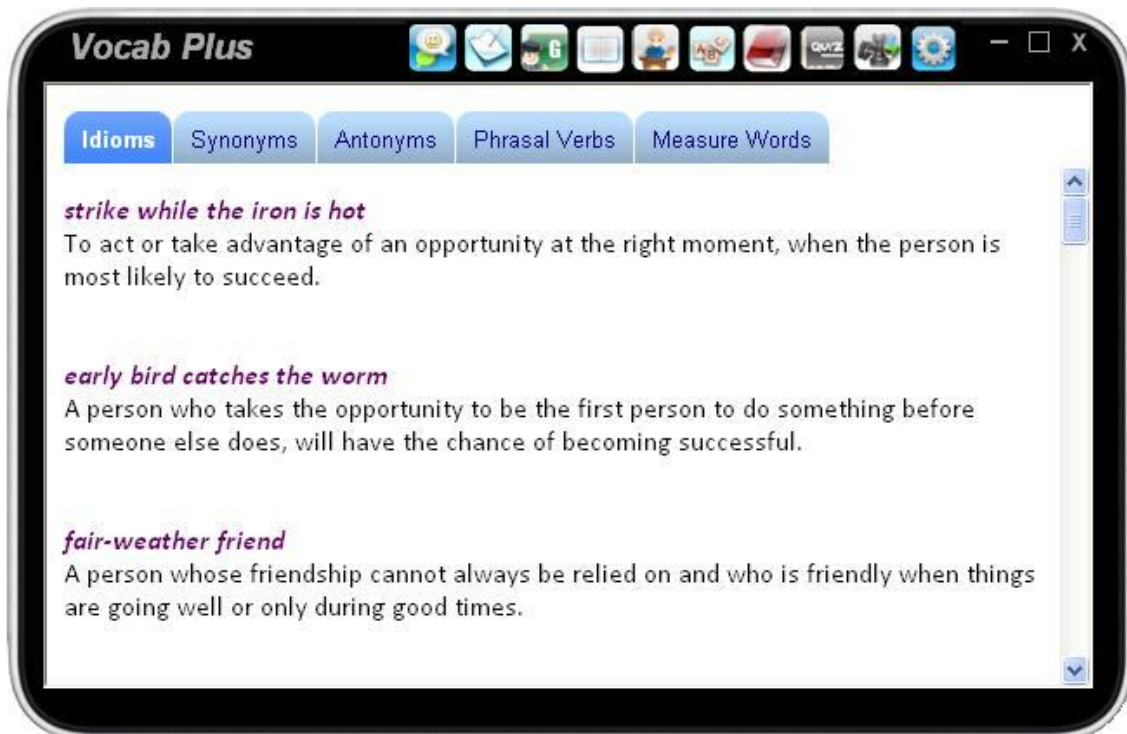 Vocab Plus
G
ABC
QUIZ
X
Idioms Synonyms Antonyms Phrasal Verbs Measure Words
strike while the iron is hot
To act or take advantage of an opportunity at the right moment, when the person is
most likely to succeed.
early bird catches the worm
A person who takes the opportunity to be the first person to do something before
someone else does, will have the chance of becoming successful.
fair-weather friend
A person whose friendship cannot always be relied on and who is friendly when things
are going well or only during good times.